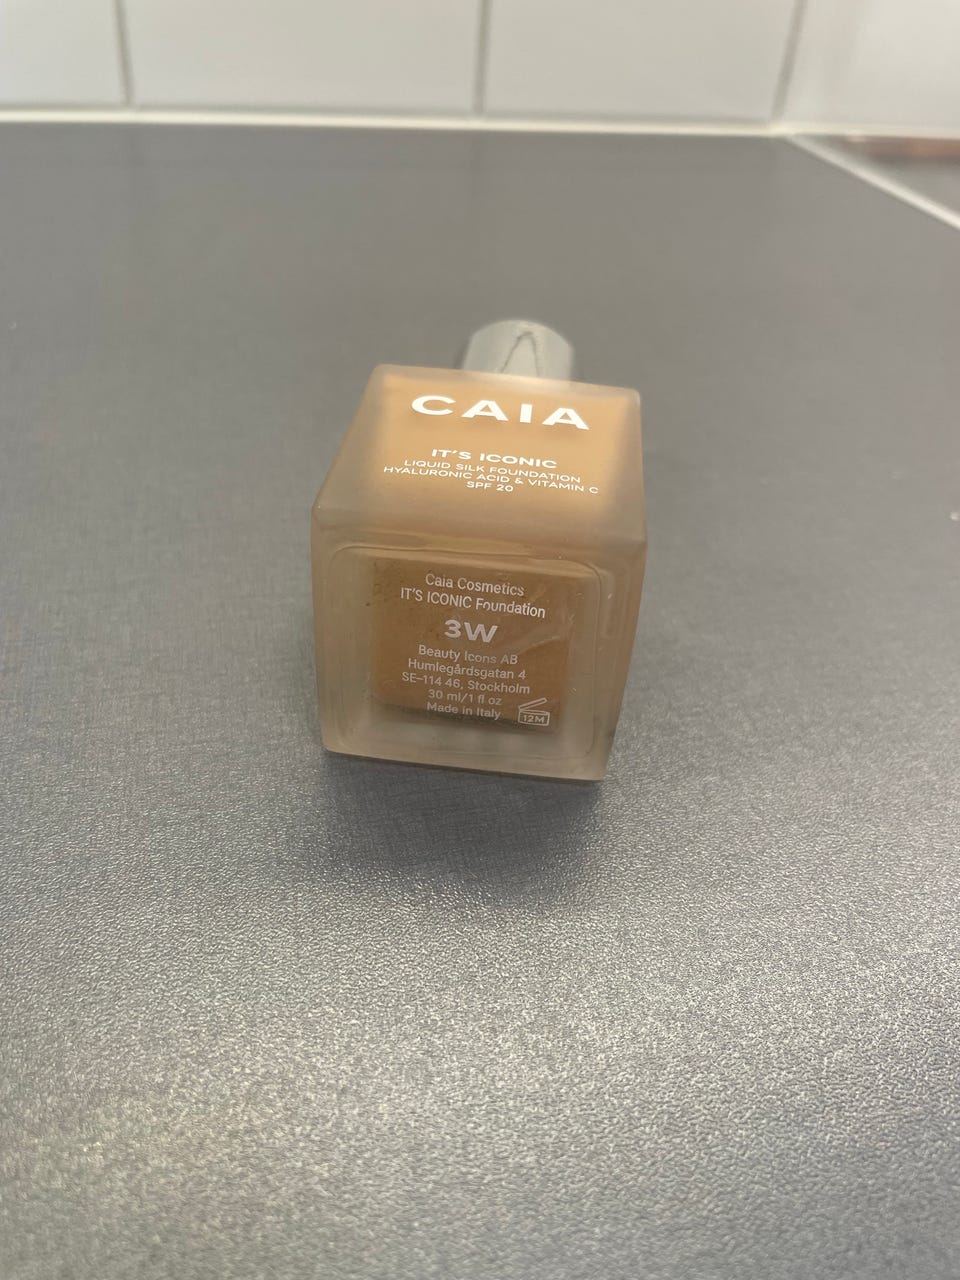 CAIA
IT'S ICONIC
LIQUID SILK FOUNDATION
HYALURONIC ACID & VITAMIN C
SPF 20
Caia Cosmetics
IT'S ICONIC Foundation
3W
Beauty Icons AB
Humlegårdsgatan 4
SE-114 46, Stockholm
30 ml/1 fl oz
Made in Italy
12M